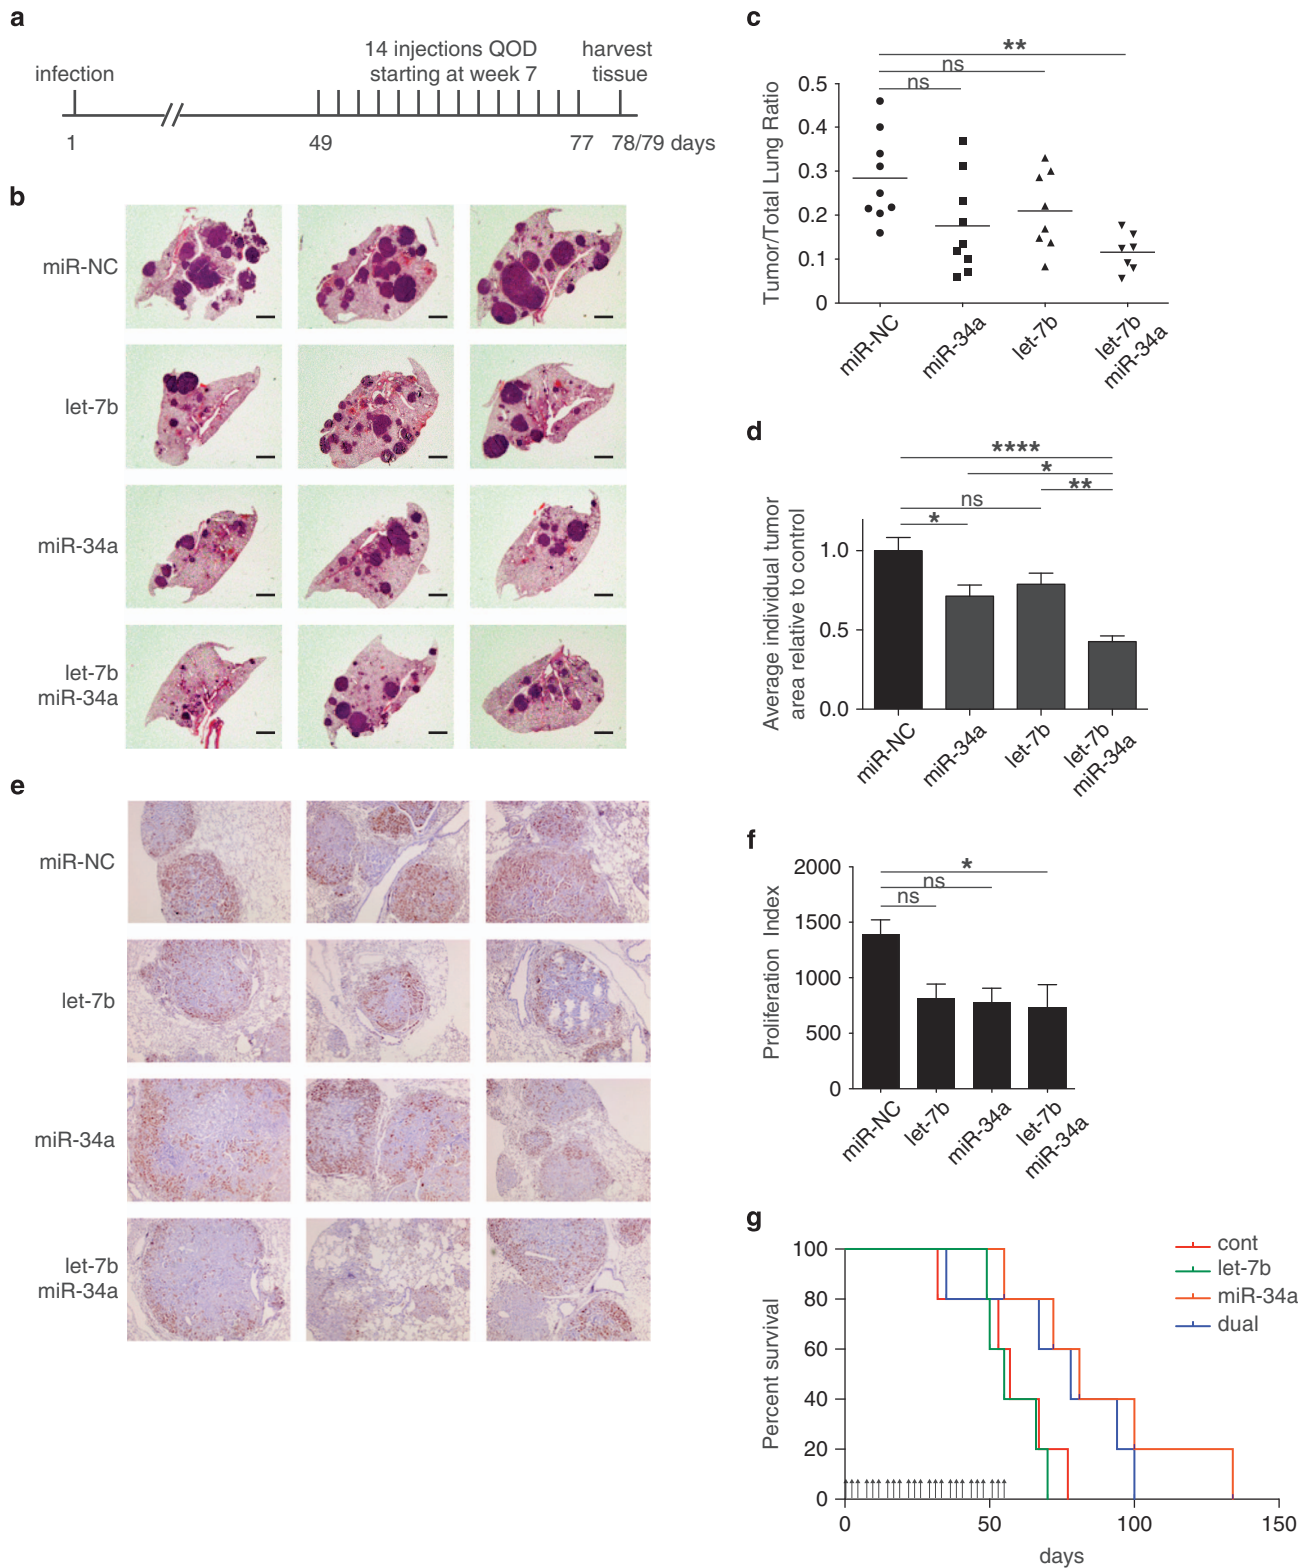 a
14 injections QOD
starting at week 7
harvest
tissue
infection
1
49
77
78/79 days
b
miR-NC
let-7b
miR-34a
let-7b
miR-34a
c
**
ns
ns
Tumor/Total Lung Ratio
0.5
0.4
0.3
0.2
0.1
0
miR-NC
miR-34a
let-7b
let-7b
miR-34a
d
****
*
**
ns
*
Average individual tumor
area relative to control
1.0
0.5
0.0
miR-NC
miR-34a
let-7b
let-7b
miR-34a
e
miR-NC
let-7b
miR-34a
let-7b
miR-34a
f
*
ns
ns
Proliferation Index
2000
1500
1000
500
0
miR-NC
let-7b
miR-34a
let-7b
miR-34a
g
Percent survival
100
80
60
40
20
0
0
50
100
150
days
cont
let-7b
miR-34a
dual